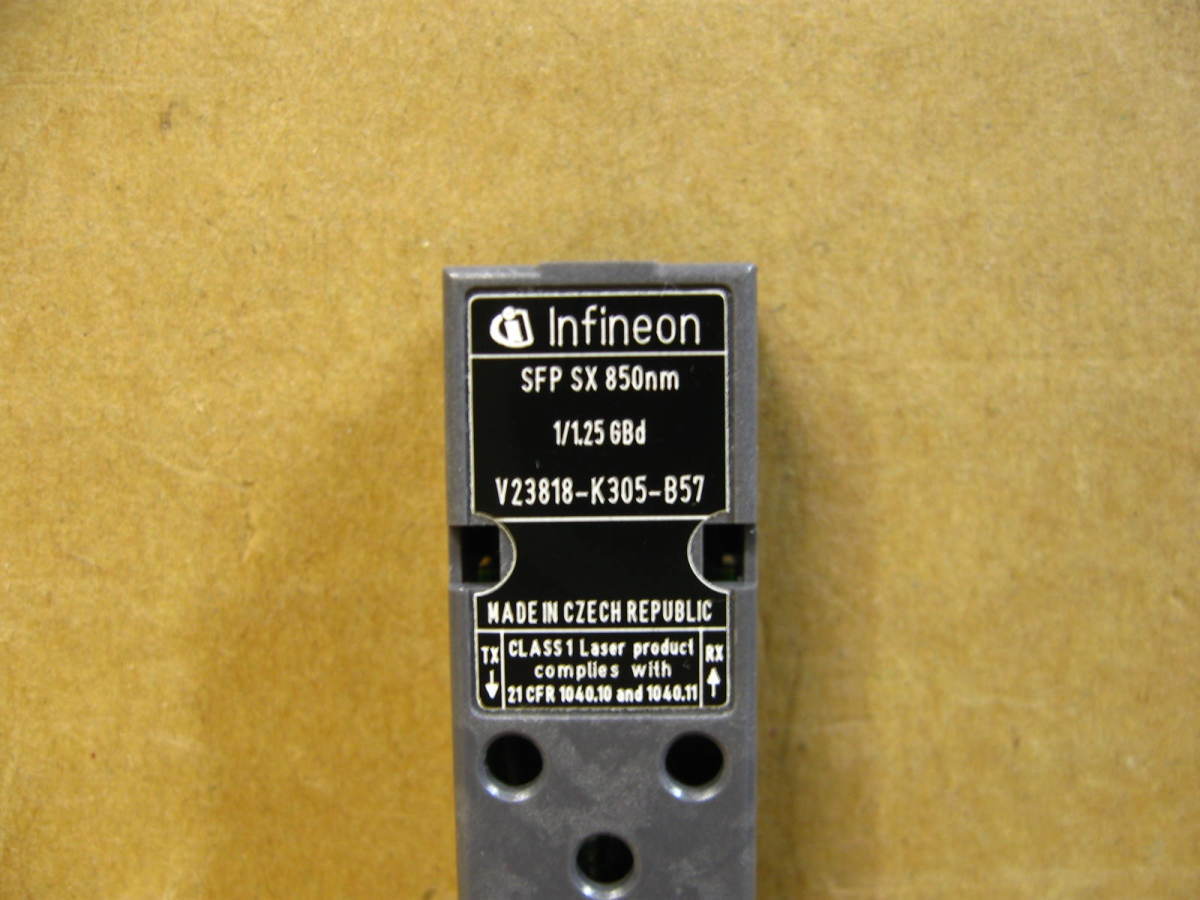 Infineon
SFP SX 850nm
1/1.25 GBd
V23818-K305-B57
MADE IN CZECH REPUBLIC
TX
CLASS 1 Laser product
complies with
21 CFR 1040.10 and 1040.11
RX